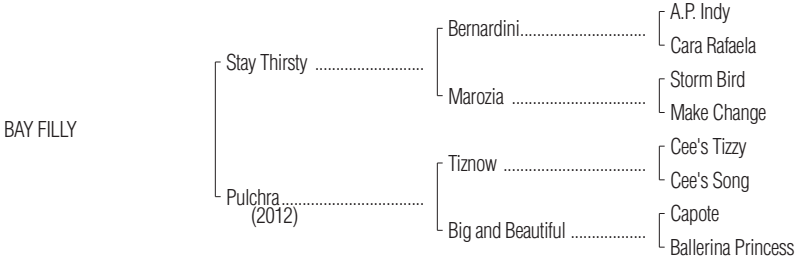 A.P. Indy
Bernardini..............................
Cara Rafaela
Stay Thirsty ..........................
Storm Bird
Marozia ................................
Make Change
BAY FILLY
Cee's Tizzy
Tiznow ..................................
Cee's Song
Pulchra..................................
(2012)
Capote
Big and Beautiful ..................
Ballerina Princess